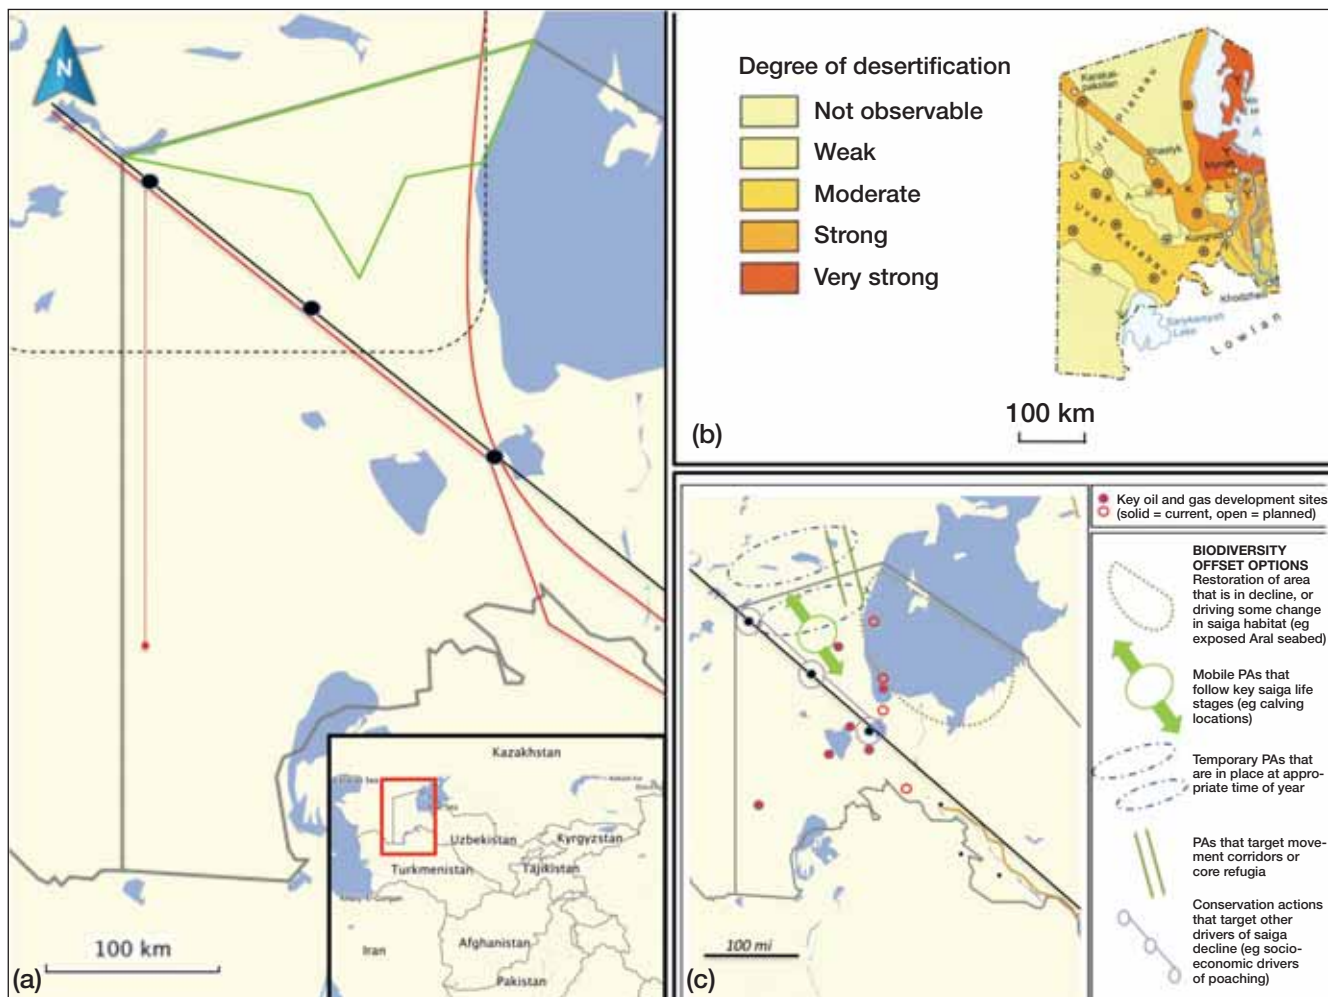 N
100 km
(a)
Kazakhstan
Uzbekistan
Kyrgyzstan
Turkmenistan
Tajikistan
Iran
Afghanistan
Pakistan
Degree of desertification
Not observable
Weak
Moderate
Strong
Very strong
Sarykamysh
Lake
Lowlan
100 km
(b)
100 mi
(c)
Key oil and gas development sites
(solid = current, open = planned)
BIODIVERSITY
OFFSET OPTIONS
Restoration of area
that is in decline, or
driving some change
in saiga habitat (eg
exposed Aral seabed)
Mobile PAs that
follow key saiga life
stages (eg calving
locations)
Temporary PAs that
are in place at appro-
priate time of year
PAs that target move-
ment corridors or
core refugia
Conservation actions
that target other
drivers of saiga
decline (eg socio-
economic drivers
of poaching)